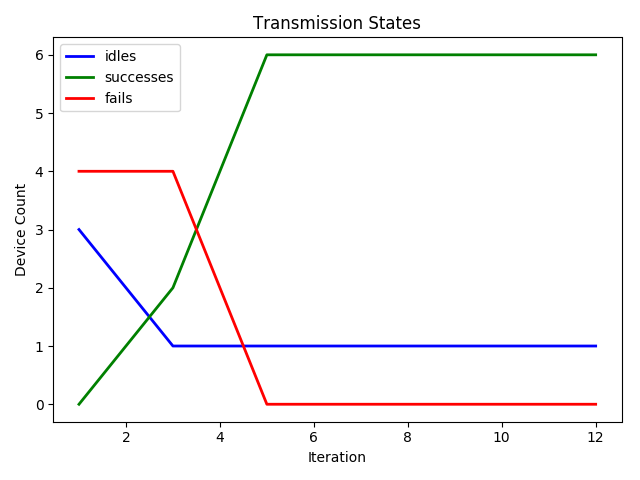 Transmission States
idles
successes
fails
Device Count
6
5
4
3
2
1
0
2 4 6 8 10 12
Iteration